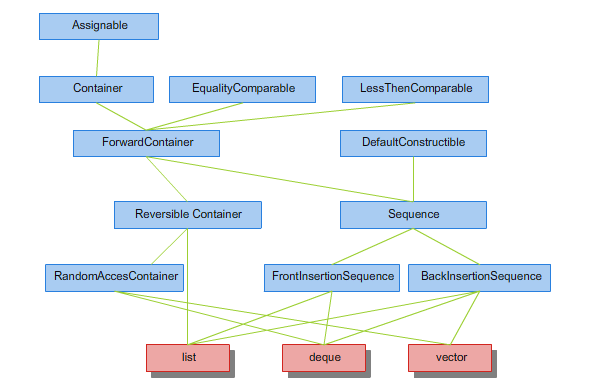 Assignable
Container
EqualityComparable
LessThenComparable
ForwardContainer
DefaultConstructible
Reversible Container
Sequence
RandomAccesContainer
FrontInsertionSequence
BackInsertionSequence
list
deque
vector